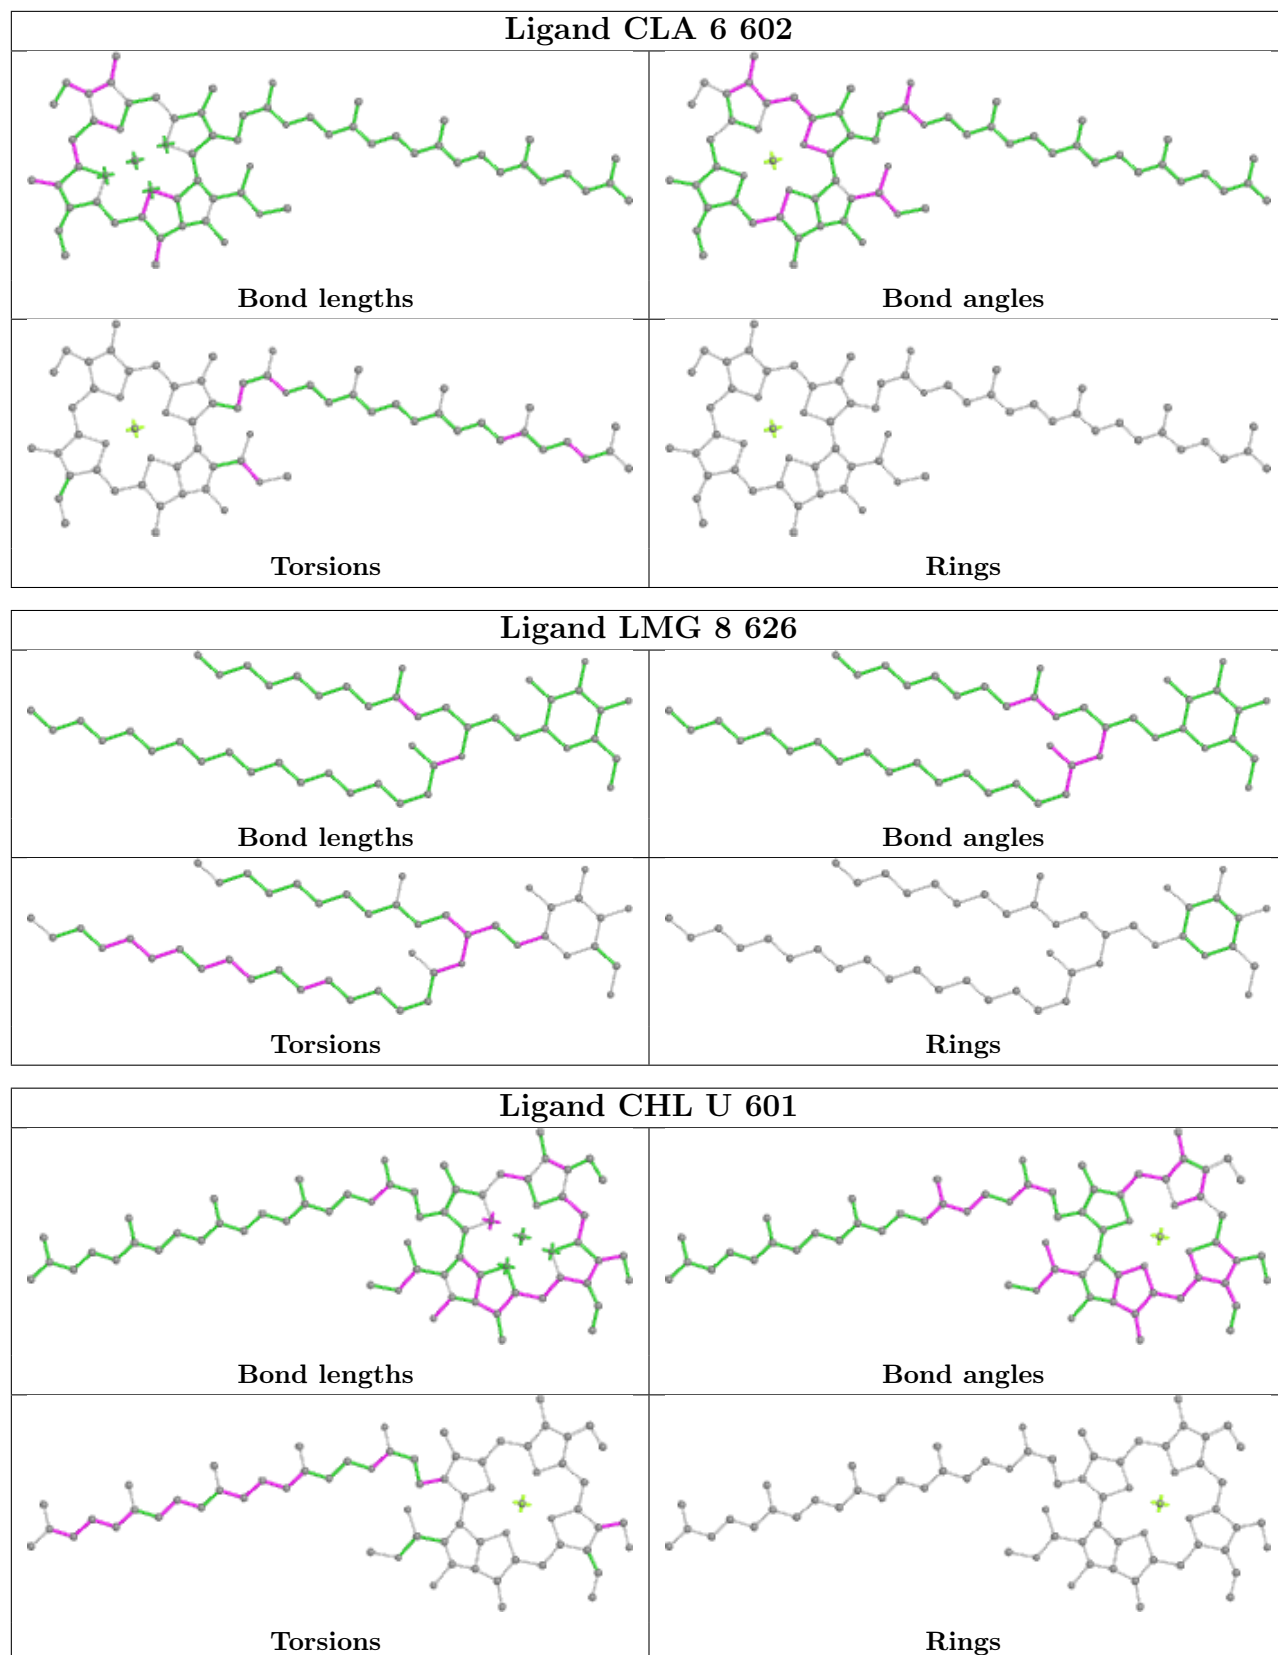 Ligand CLA 6 602
Bond lengths
Bond angles
Torsions
Rings
Ligand LMG 8 626
Bond lengths
Bond angles
Torsions
Rings
Ligand CHL U 601
Bond lengths
Bond angles
Torsions
Rings